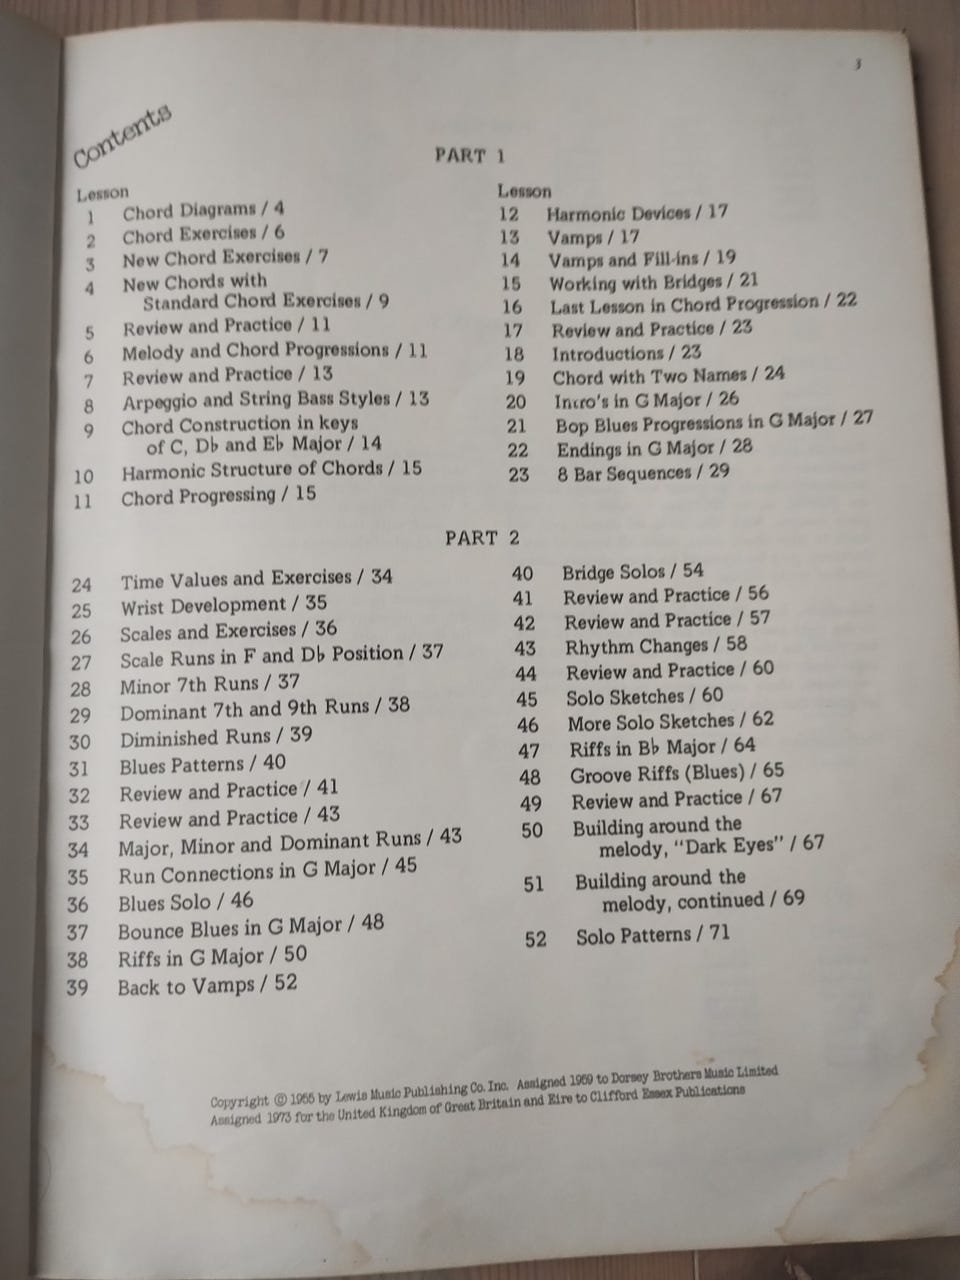 3
Contents
PART 1
Lesson
1 Chord Diagrams / 4
2 Chord Exercises / 6
3 New Chord Exercises / 7
4 New Chords with
Standard Chord Exercises / 9
5 Review and Practice / 11
6 Melody and Chord Progressions / 11
7 Review and Practice / 13
8 Arpeggio and String Bass Styles / 13
9 Chord Construction in keys
of C, D♭ and E♭ Major / 14
10 Harmonic Structure of Chords / 15
11 Chord Progressing / 15
Lesson
12 Harmonic Devices / 17
13 Vamps / 17
14 Vamps and Fill-ins / 19
15 Working with Bridges / 21
16 Last Lesson in Chord Progression / 22
17 Review and Practice / 23
18 Introductions / 23
19 Chord with Two Names / 24
20 Intro's in G Major / 26
21 Bop Blues Progressions in G Major / 27
22 Endings in G Major / 28
23 8 Bar Sequences / 29
PART 2
24 Time Values and Exercises / 34
25 Wrist Development / 35
26 Scales and Exercises / 36
27 Scale Runs in F and D♭ Position / 37
28 Minor 7th Runs / 37
29 Dominant 7th and 9th Runs / 38
30 Diminished Runs / 39
31 Blues Patterns / 40
32 Review and Practice / 41
33 Review and Practice / 43
34 Major, Minor and Dominant Runs / 43
35 Run Connections in G Major / 45
36 Blues Solo / 46
37 Bounce Blues in G Major / 48
38 Riffs in G Major / 50
39 Back to Vamps / 52
40 Bridge Solos / 54
41 Review and Practice / 56
42 Review and Practice / 57
43 Rhythm Changes / 58
44 Review and Practice / 60
45 Solo Sketches / 60
46 More Solo Sketches / 62
47 Riffs in B♭ Major / 64
48 Groove Riffs (Blues) / 65
49 Review and Practice / 67
50 Building around the
melody, "Dark Eyes" / 67
51 Building around the
melody, continued / 69
52 Solo Patterns / 71
Copyright © 1955 by Lewis Music Publishing Co. Inc. Assigned 1959 to Dorsey Brothers Music Limited
Assigned 1973 for the United Kingdom of Great Britain and Eire to Clifford Essex Publications